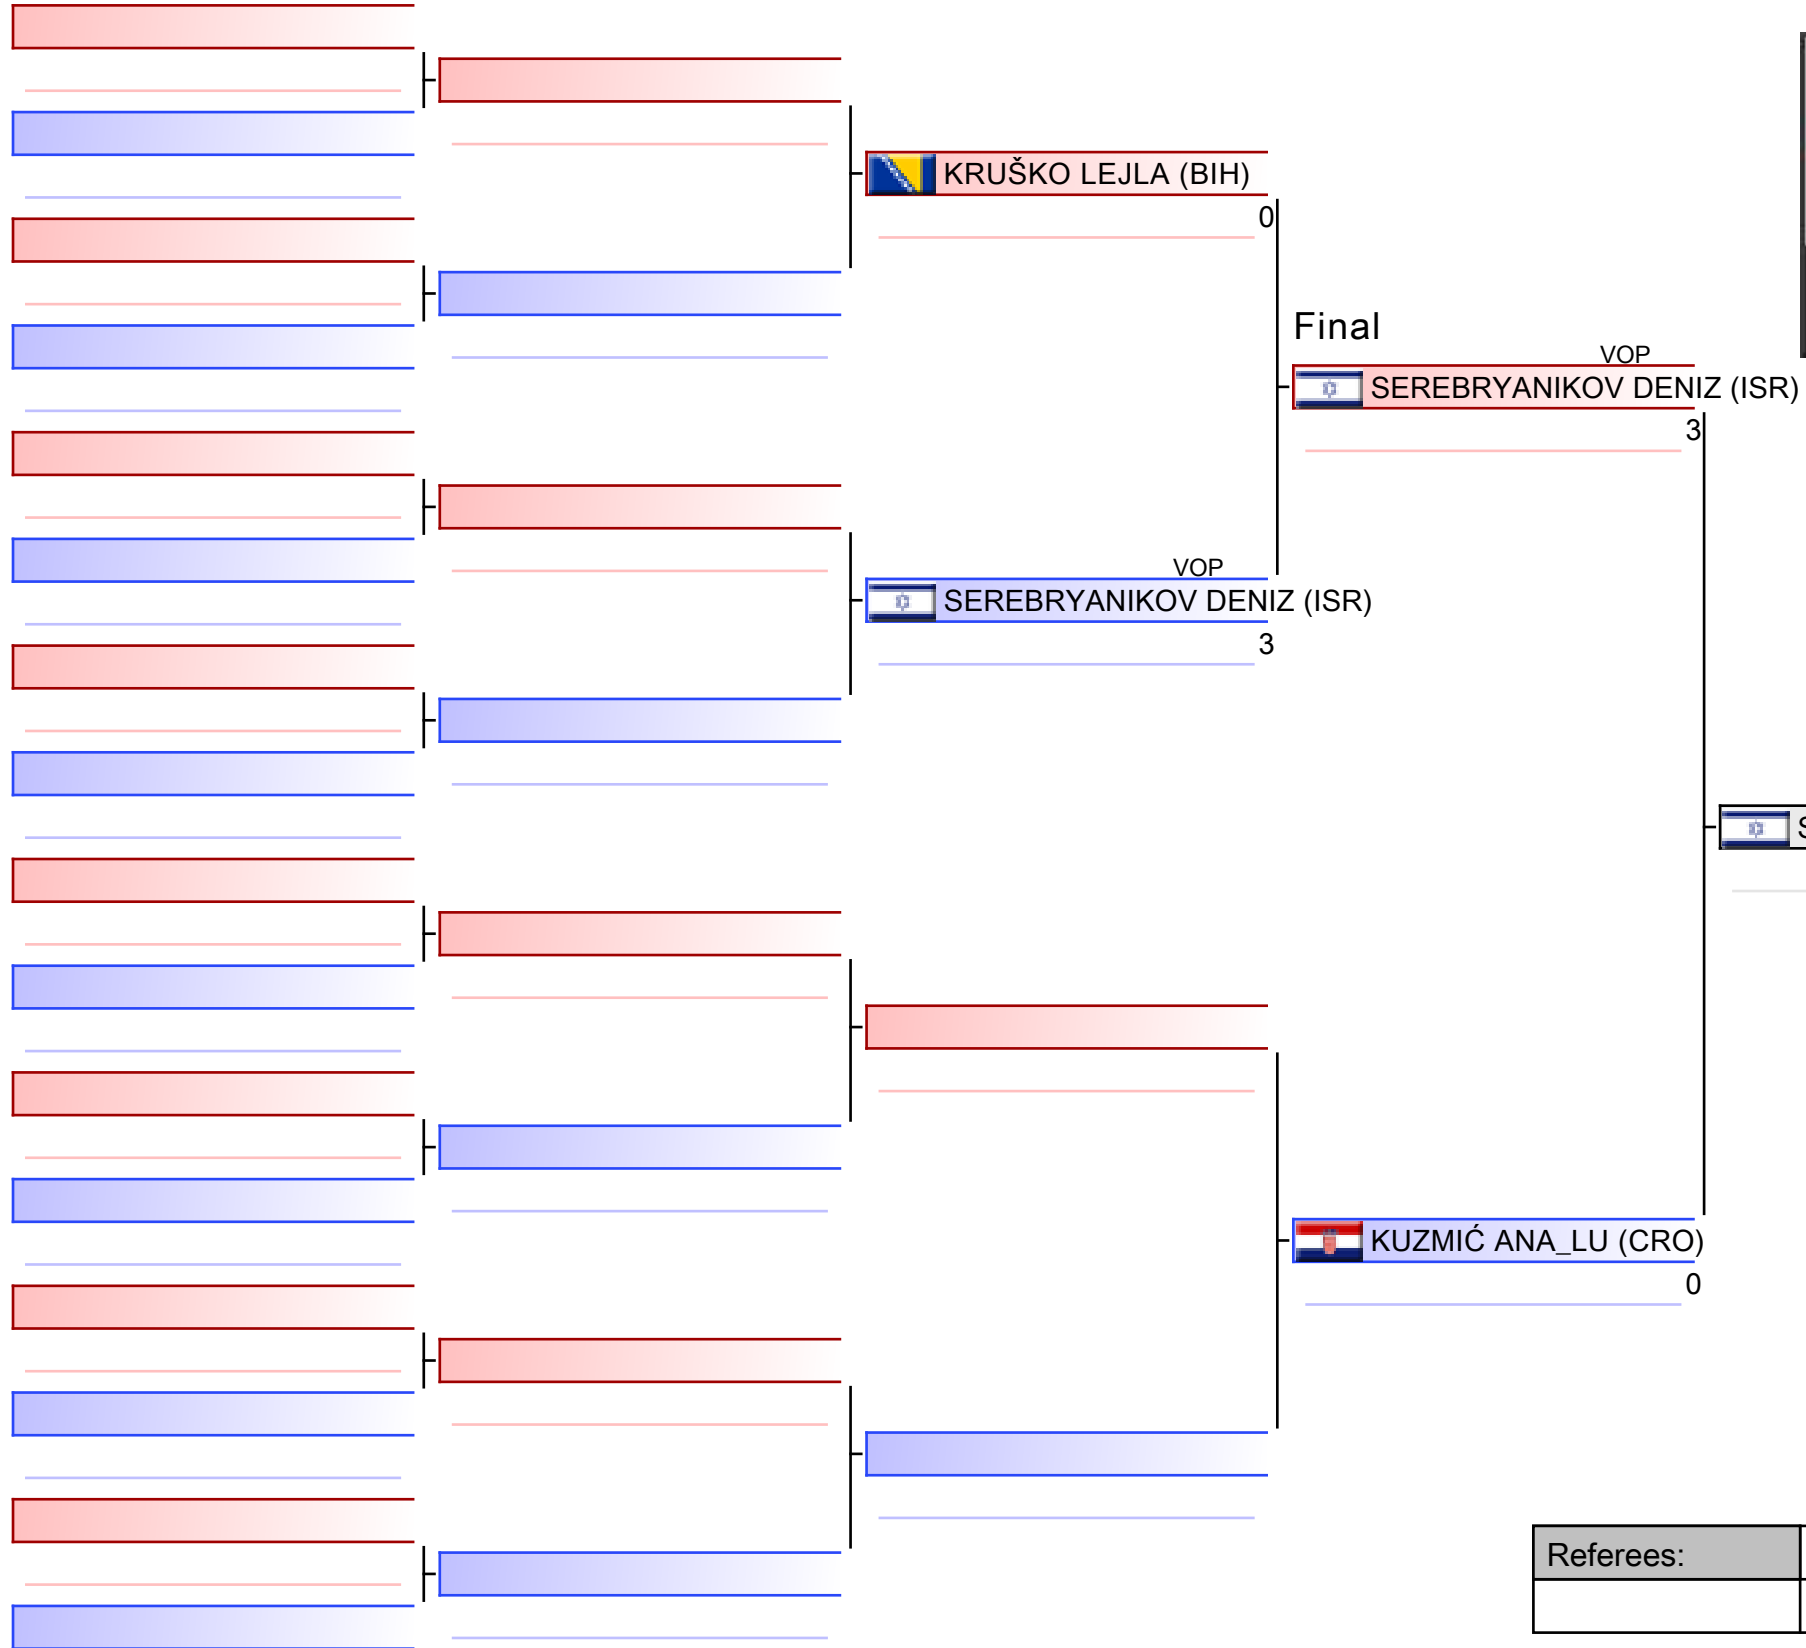 KRUŠKO LEJLA (BIH)
0
Final
VOP
SEREBRYANIKOV DENIZ (ISR)
3
VOP
SEREBRYANIKOV DENIZ (ISR)
3
KUZMIĆ ANA_LU (CRO)
0
Referees: